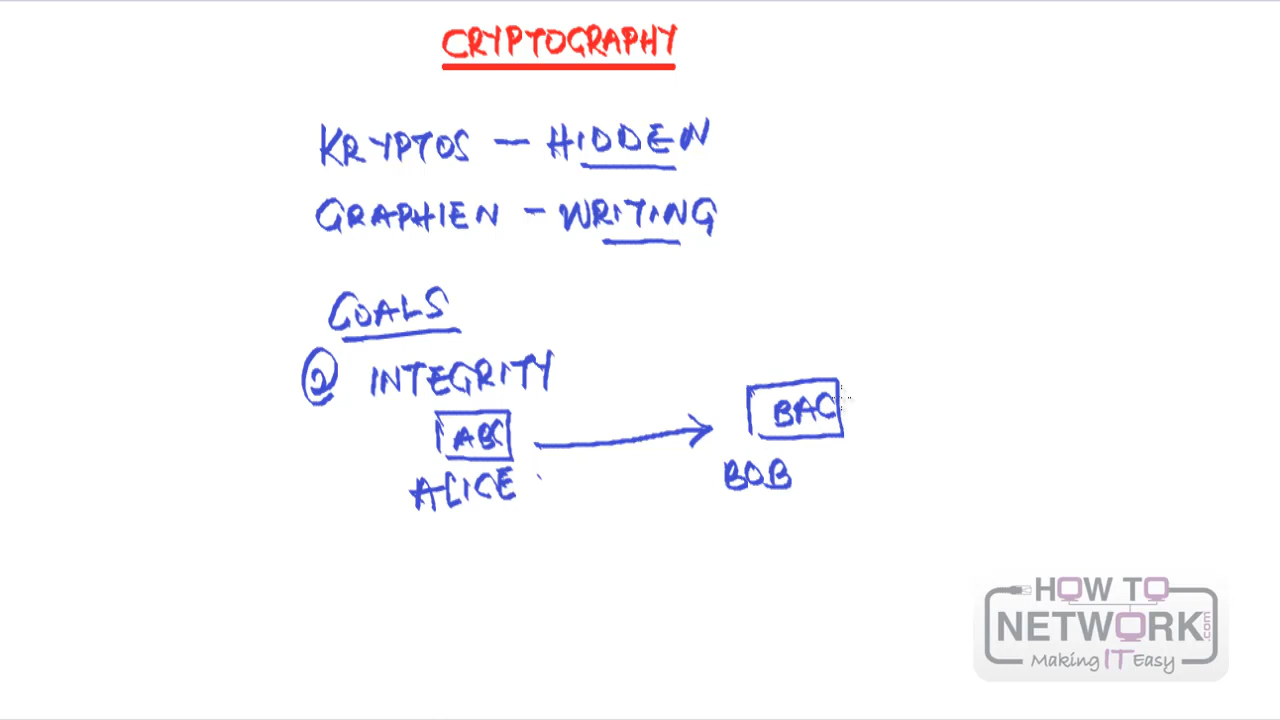 CRYPTOGRAPHY
KRYPTOS — HIDDEN
GRAPHIEN - WRITING
GOALS
② INTEGRITY
ABC BAC
ALICE BOB
HOW TO
NETWORK.com
Making IT Easy